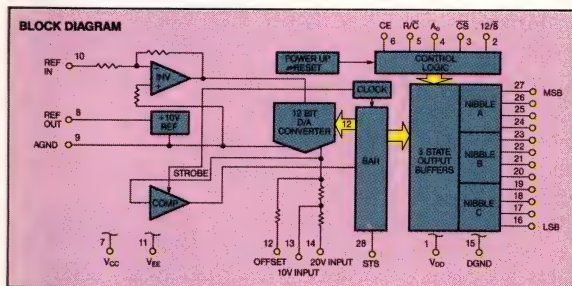 BLOCK DIAGRAM
CE R/C̅ A₀ C̅S̅ 12/8̅
6 5 4 3 2
POWER UP
RESET
CONTROL
LOGIC
CLOCK
10
REF
IN
INV
8
REF
OUT
+10V
REF
9
AGND
12 BIT
D/A
CONVERTER
12
SAR
3 STATE
OUTPUT
BUFFERS
NIBBLE
A
NIBBLE
B
NIBBLE
C
27 MSB
26
25
24
23
22
21
20
19
18
17
16 LSB
STROBE
COMP
7
VCC
11
VEE
12
OFFSET
13
10V INPUT
14
20V INPUT
28
STS
1
VDD
15
DGND